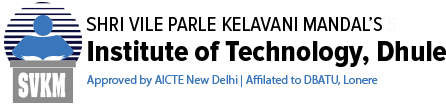 SHRI VILE PARLE KELAVANI MANDAL'S
Institute of Technology, Dhule
SVKM
Approved by AICTE New Delhi | Affilated to DBATU, Lonere